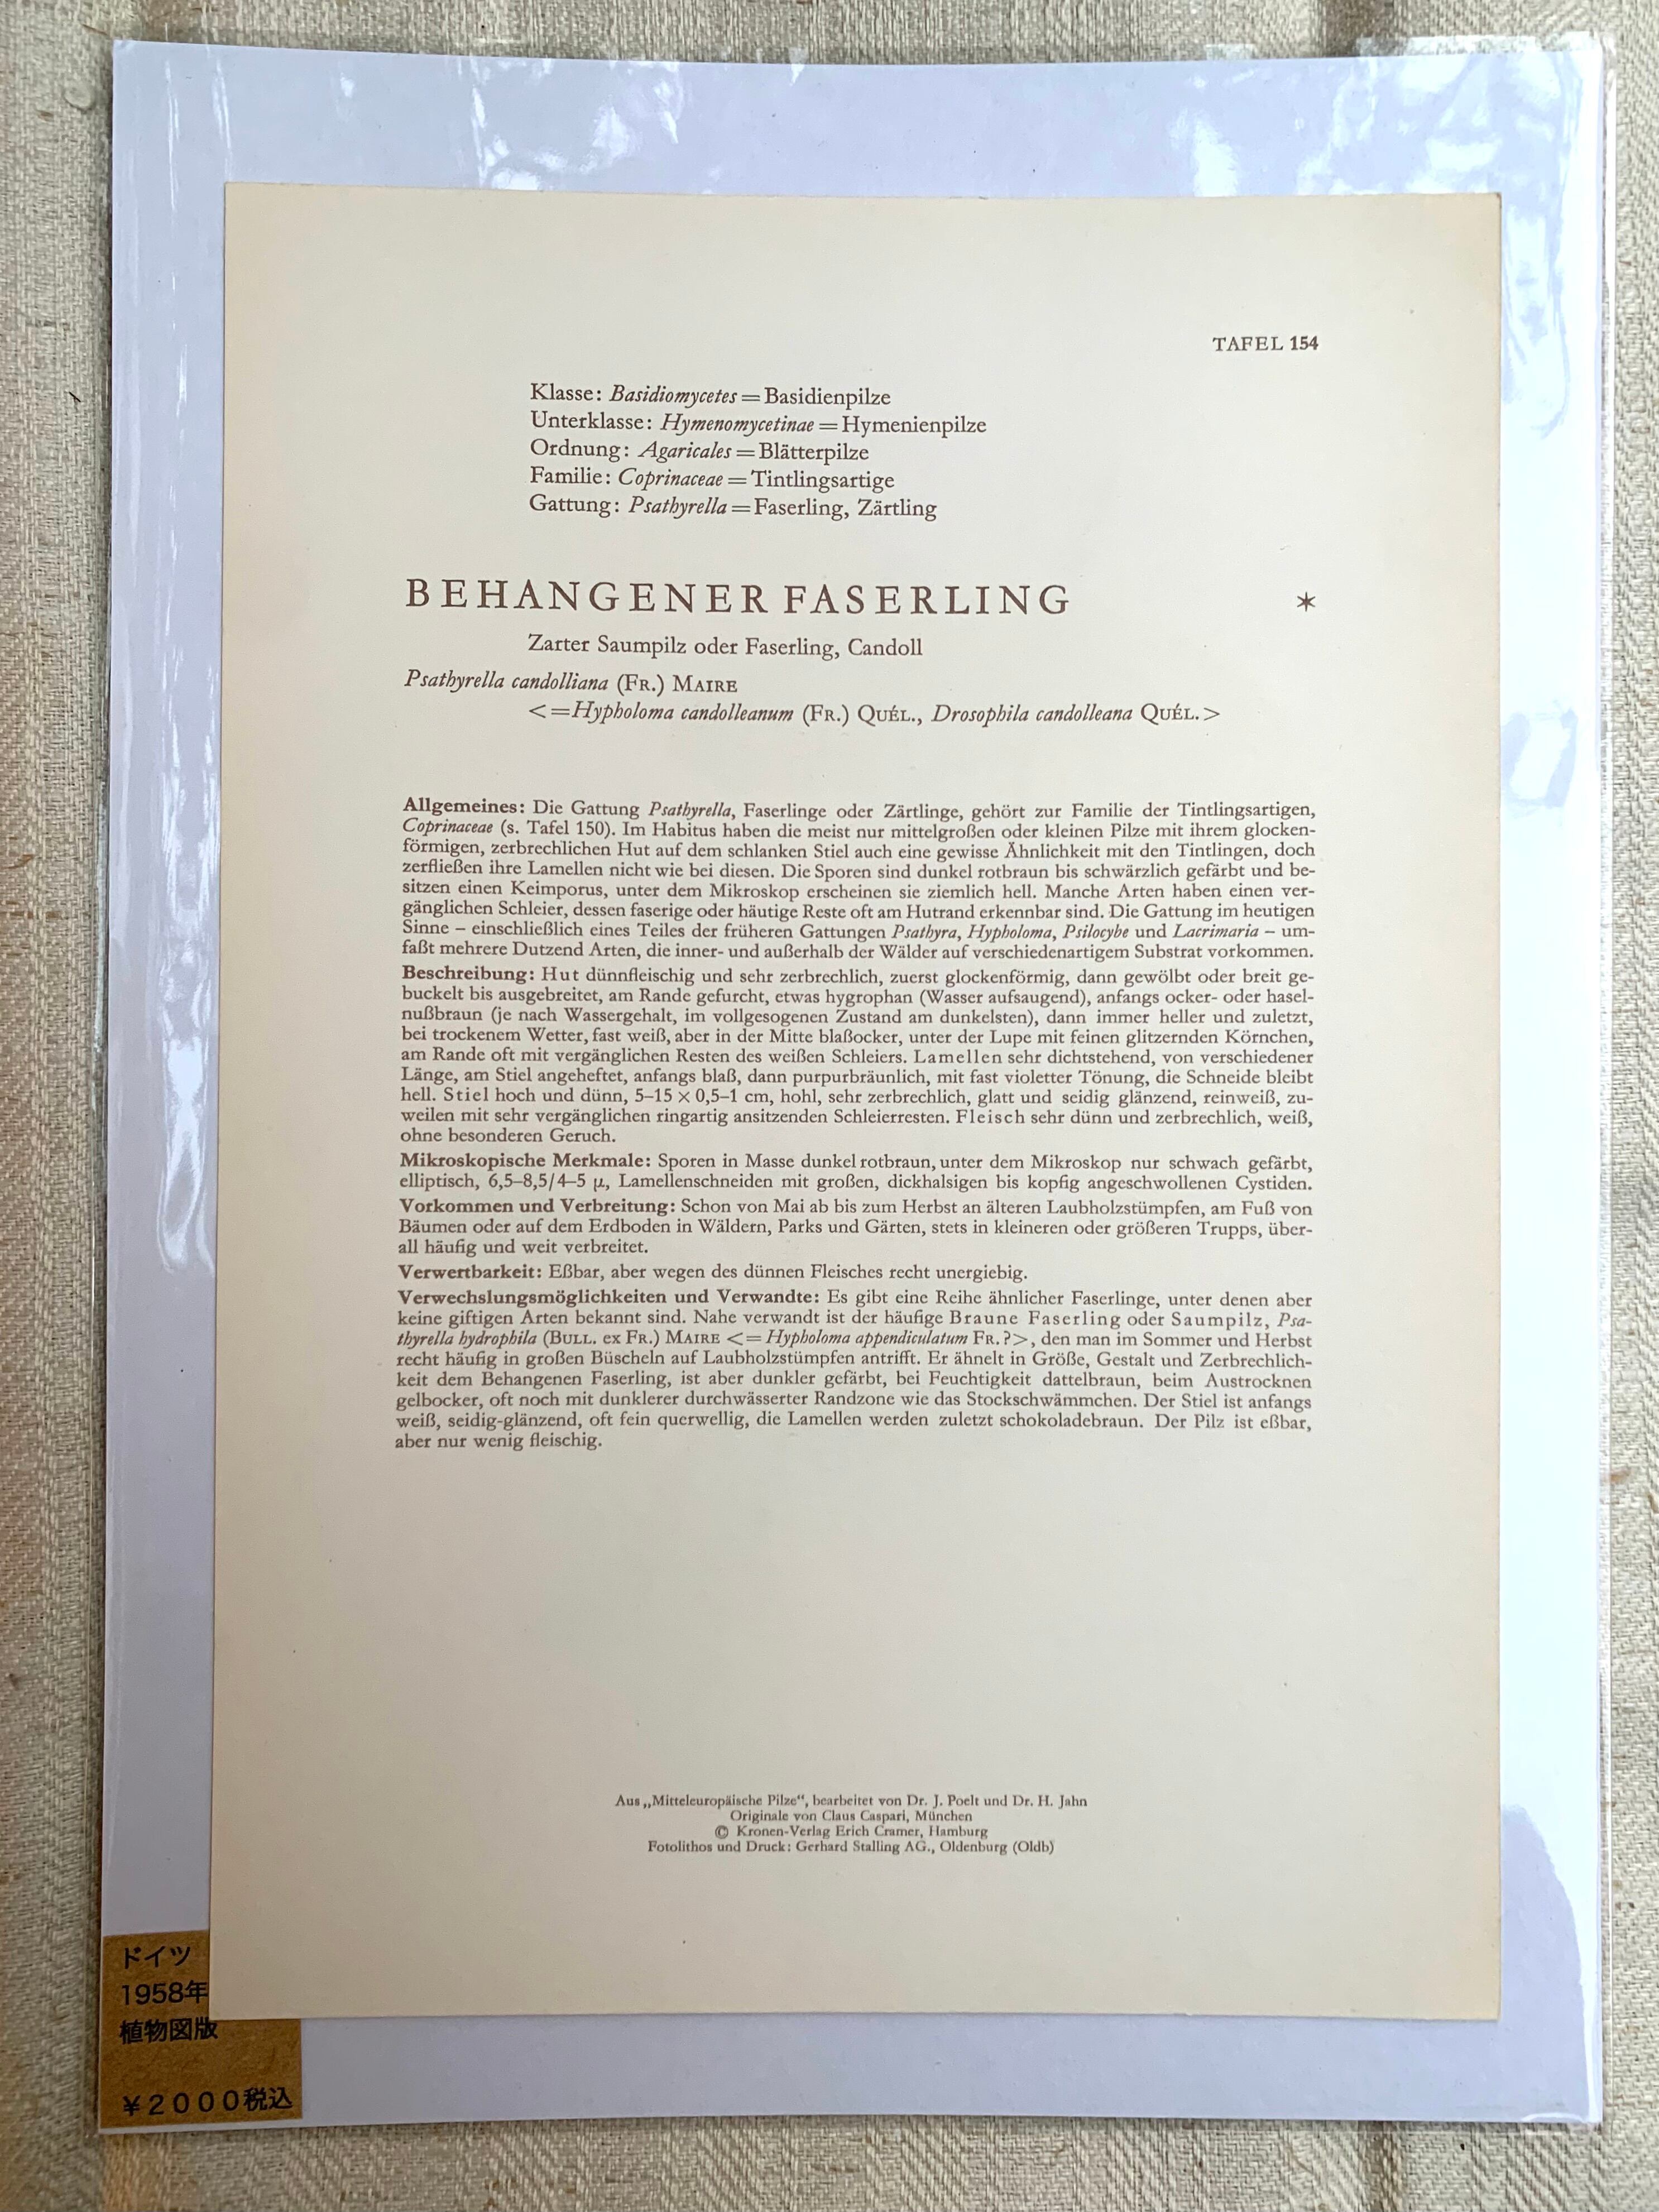 TAFEL 154
Klasse: Basidiomycetes = Basidienpilze
Unterklasse: Hymenomycetinae = Hymenienpilze
Ordnung: Agaricales = Blätterpilze
Familie: Coprinaceae = Tintlingsartige
Gattung: Psathyrella = Faserling, Zärtling
BEHANGENER FASERLING *
Zarter Saumpilz oder Faserling, Candoll
Psathyrella candolliana (FR.) MAIRE
<=Hypholoma candolleanum (FR.) QUÉL., Drosophila candolleana QUÉL.>
Allgemeines: Die Gattung Psathyrella, Faserlinge oder Zärtlinge, gehört zur Familie der Tintlingsartigen,
Coprinaceae (s. Tafel 150). Im Habitus haben die meist nur mittelgroßen oder kleinen Pilze mit ihrem glocken-
förmigen, zerbrechlichen Hut auf dem schlanken Stiel auch eine gewisse Ähnlichkeit mit den Tintlingen, doch
zerfließen ihre Lamellen nicht wie bei diesen. Die Sporen sind dunkel rotbraun bis schwärzlich gefärbt und be-
sitzen einen Keimporus, unter dem Mikroskop erscheinen sie ziemlich hell. Manche Arten haben einen ver-
gänglichen Schleier, dessen faserige oder häutige Reste oft am Hutrand erkennbar sind. Die Gattung im heutigen
Sinne – einschließlich eines Teiles der früheren Gattungen Psathyra, Hypholoma, Psilocybe und Lacrimaria – um-
faßt mehrere Dutzend Arten, die inner- und außerhalb der Wälder auf verschiedenartigem Substrat vorkommen.
Beschreibung: Hut dünnfleischig und sehr zerbrechlich, zuerst glockenförmig, dann gewölbt oder breit ge-
buckelt bis ausgebreitet, am Rande gefurcht, etwas hygrophan (Wasser aufsaugend), anfangs ocker- oder hasel-
nußbraun (je nach Wassergehalt, im vollgesogenen Zustand am dunkelsten), dann immer heller und zuletzt,
bei trockenem Wetter, fast weiß, aber in der Mitte blaßocker, unter der Lupe mit feinen glitzernden Körnchen,
am Rande oft mit vergänglichen Resten des weißen Schleiers. Lamellen sehr dichtstehend, von verschiedener
Länge, am Stiel angeheftet, anfangs blaß, dann purpurbräunlich, mit fast violetter Tönung, die Schneide bleibt
hell. Stiel hoch und dünn, 5–15 × 0,5–1 cm, hohl, sehr zerbrechlich, glatt und seidig glänzend, reinweiß, zu-
weilen mit sehr vergänglichen ringartig ansitzenden Schleierresten. Fleisch sehr dünn und zerbrechlich, weiß,
ohne besonderen Geruch.
Mikroskopische Merkmale: Sporen in Masse dunkel rotbraun, unter dem Mikroskop nur schwach gefärbt,
elliptisch, 6,5–8,5/4–5 µ, Lamellenschneiden mit großen, dickhalsigen bis kopfig angeschwollenen Cystiden.
Vorkommen und Verbreitung: Schon von Mai ab bis zum Herbst an älteren Laubholzstümpfen, am Fuß von
Bäumen oder auf dem Erdboden in Wäldern, Parks und Gärten, stets in kleineren oder größeren Trupps, über-
all häufig und weit verbreitet.
Verwertbarkeit: Eßbar, aber wegen des dünnen Fleisches recht unergiebig.
Verwechslungsmöglichkeiten und Verwandte: Es gibt eine Reihe ähnlicher Faserlinge, unter denen aber
keine giftigen Arten bekannt sind. Nahe verwandt ist der häufige Braune Faserling oder Saumpilz, Psa-
thyrella hydrophila (BULL. ex FR.) MAIRE <= Hypholoma appendiculatum FR. ?>, den man im Sommer und Herbst
recht häufig in großen Büscheln auf Laubholzstümpfen antrifft. Er ähnelt in Größe, Gestalt und Zerbrechlich-
keit dem Behangenen Faserling, ist aber dunkler gefärbt, bei Feuchtigkeit dattelbraun, beim Austrocknen
gelbocker, oft noch mit dunklerer durchwässerter Randzone wie das Stockschwämmchen. Der Stiel ist anfangs
weiß, seidig-glänzend, oft fein querwellig, die Lamellen werden zuletzt schokoladebraun. Der Pilz ist eßbar,
aber nur wenig fleischig.
Aus „Mitteleuropäische Pilze“, bearbeitet von Dr. J. Poelt und Dr. H. Jahn
Originale von Claus Caspari, München
© Kronen-Verlag Erich Cramer, Hamburg
Fotolithos und Druck: Gerhard Stalling AG., Oldenburg (Oldb)
ドイツ
1958年
植物図版
￥2000税込